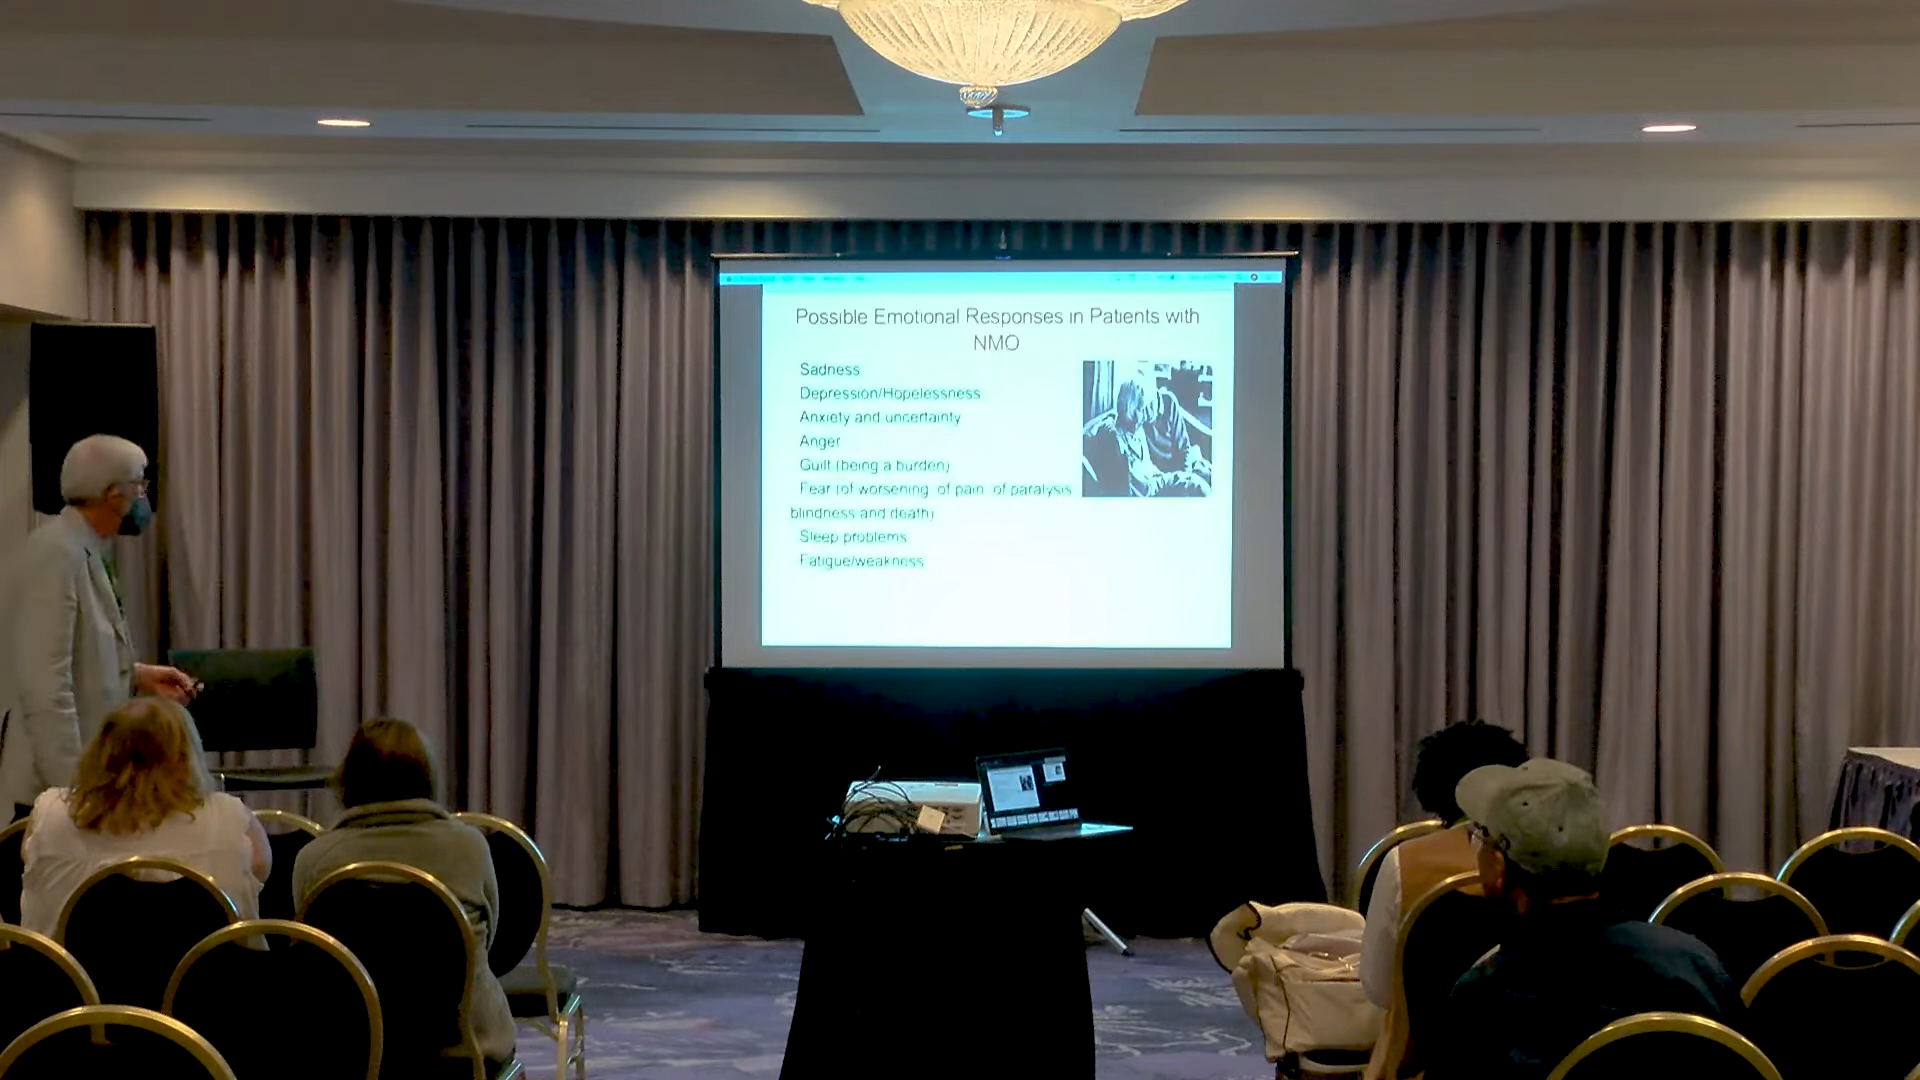 Possible Emotional Responses in Patients with
NMO
Sadness
Depression/Hopelessness
Anxiety and uncertainty
Anger
Guilt (being a burden)
Fear (of worsening of pain of paralysis
blindness and death)
Sleep problems
Fatigue/weakness